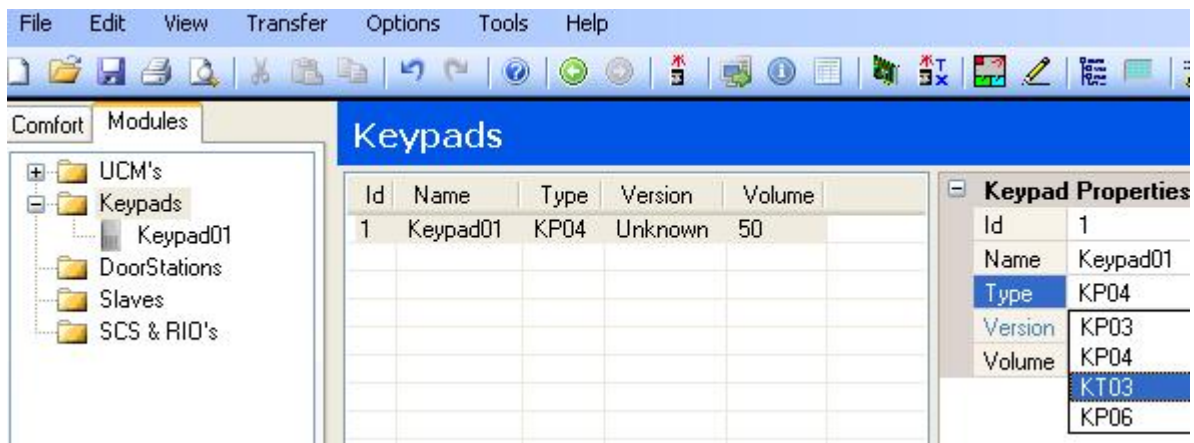 File Edit View Transfer Options Tools Help
Comfort Modules
UCM's
Keypads
Keypad01
DoorStations
Slaves
SCS & RIO's
Keypads
Id Name Type Version Volume
1 Keypad01 KP04 Unknown 50
Keypad Properties
Id 1
Name Keypad01
Type KP04
Version
Volume
KP03
KP04
KT03
KP06